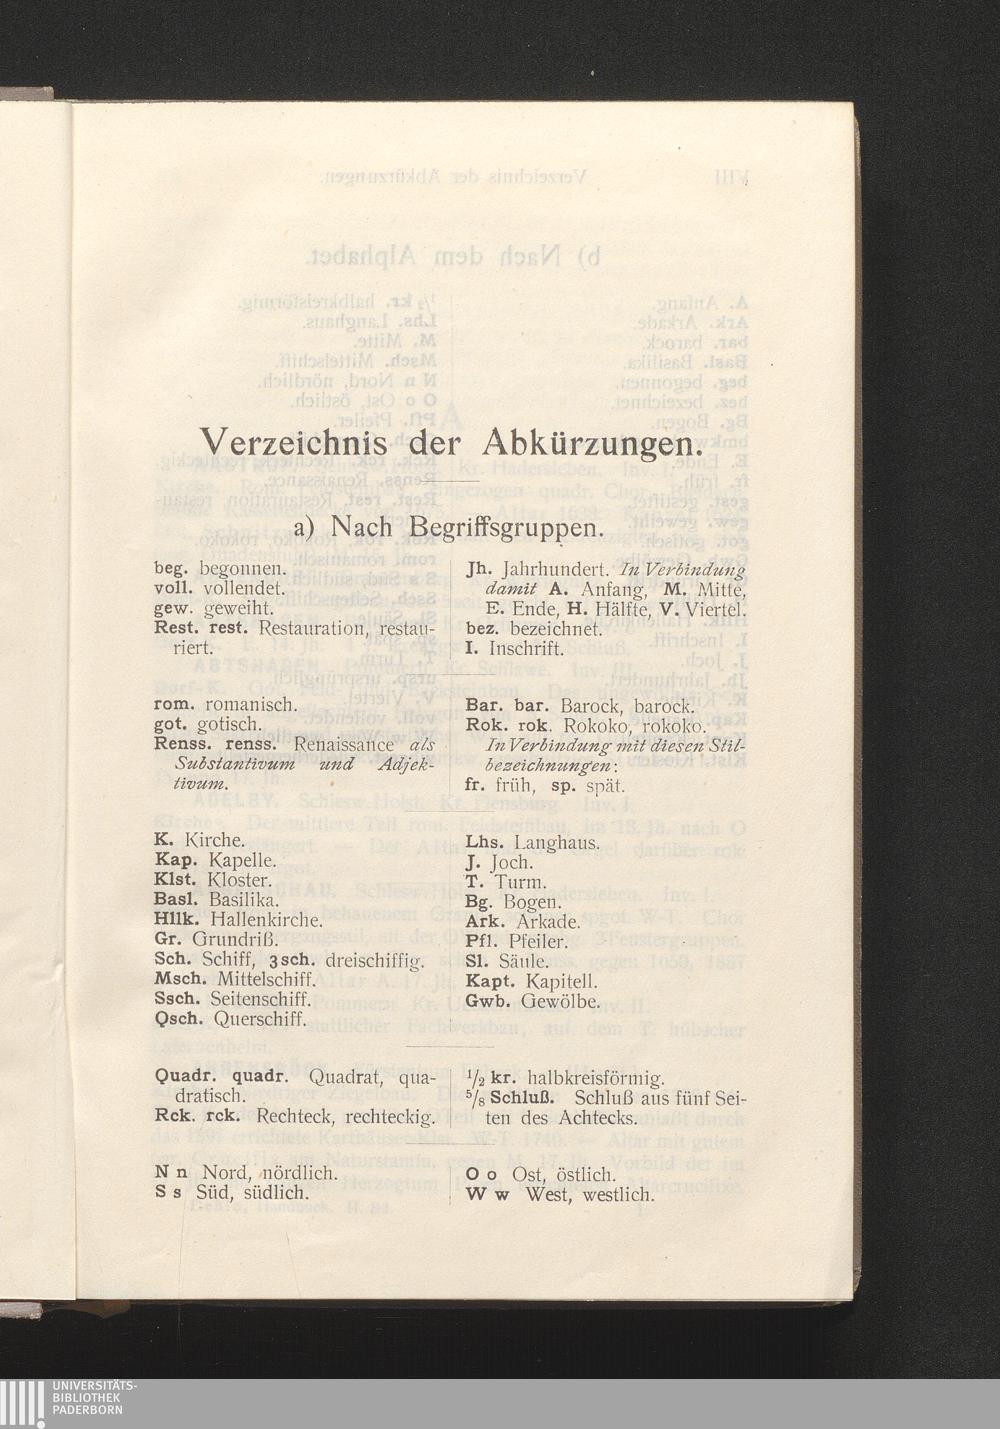 Verzeichnis der Abkürzungen.
a) Nach Begriffsgruppen.
beg. begonnen.
voll. vollendet.
gew. geweiht.
Rest. rest. Restauration, restau-
riert.
Jh. Jahrhundert. In Verbindung
damit A. Anfang, M. Mitte,
E. Ende, H. Hälfte, V. Viertel.
bez. bezeichnet.
I. Inschrift.
rom. romanisch.
got. gotisch.
Renss. renss. Renaissance als
Substantivum und Adjek-
tivum.
Bar. bar. Barock, barock.
Rok. rok. Rokoko, rokoko.
In Verbindung mit diesen Stil-
bezeichnungen:
fr. früh, sp. spät.
K. Kirche.
Kap. Kapelle.
Klst. Kloster.
Basl. Basilika.
Hllk. Hallenkirche.
Gr. Grundriß.
Sch. Schiff, 3sch. dreischiffig.
Msch. Mittelschiff.
Ssch. Seitenschiff.
Qsch. Querschiff.
Lhs. Langhaus.
J. Joch.
T. Turm.
Bg. Bogen.
Ark. Arkade.
Pfl. Pfeiler.
Sl. Säule.
Kapt. Kapitell.
Gwb. Gewölbe.
Quadr. quadr. Quadrat, qua-
dratisch.
Rck. rck. Rechteck, rechteckig.
1/2 kr. halbkreisförmig.
5/8 Schluß. Schluß aus fünf Sei-
ten des Achtecks.
N n Nord, nördlich.
S s Süd, südlich.
O o Ost, östlich.
W w West, westlich.
UNIVERSITÄTS-
BIBLIOTHEK
PADERBORN